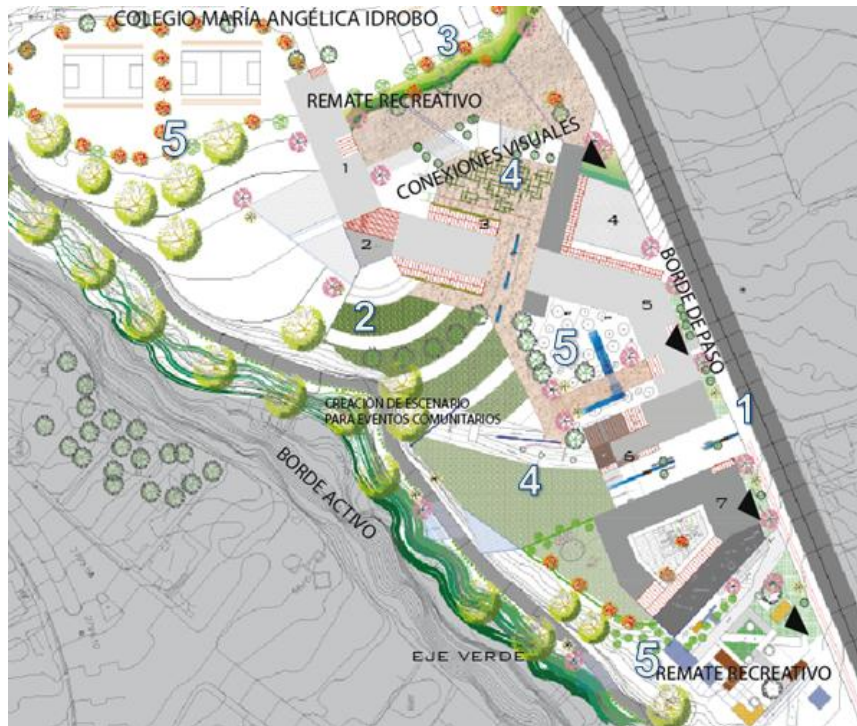 COLEGIO MARÍA ANGÉLICA IDROBO
3
REMATE RECREATIVO
5
1
CONEXIONES VISUALES
4
3
4
2
BORDE DE PASO
5
2
5
CREACIÓN DE ESCENARIO
PARA EVENTOS COMUNITARIOS
1
6
4
BORDE ACTIVO
7
EJE VERDE
5
REMATE RECREATIVO